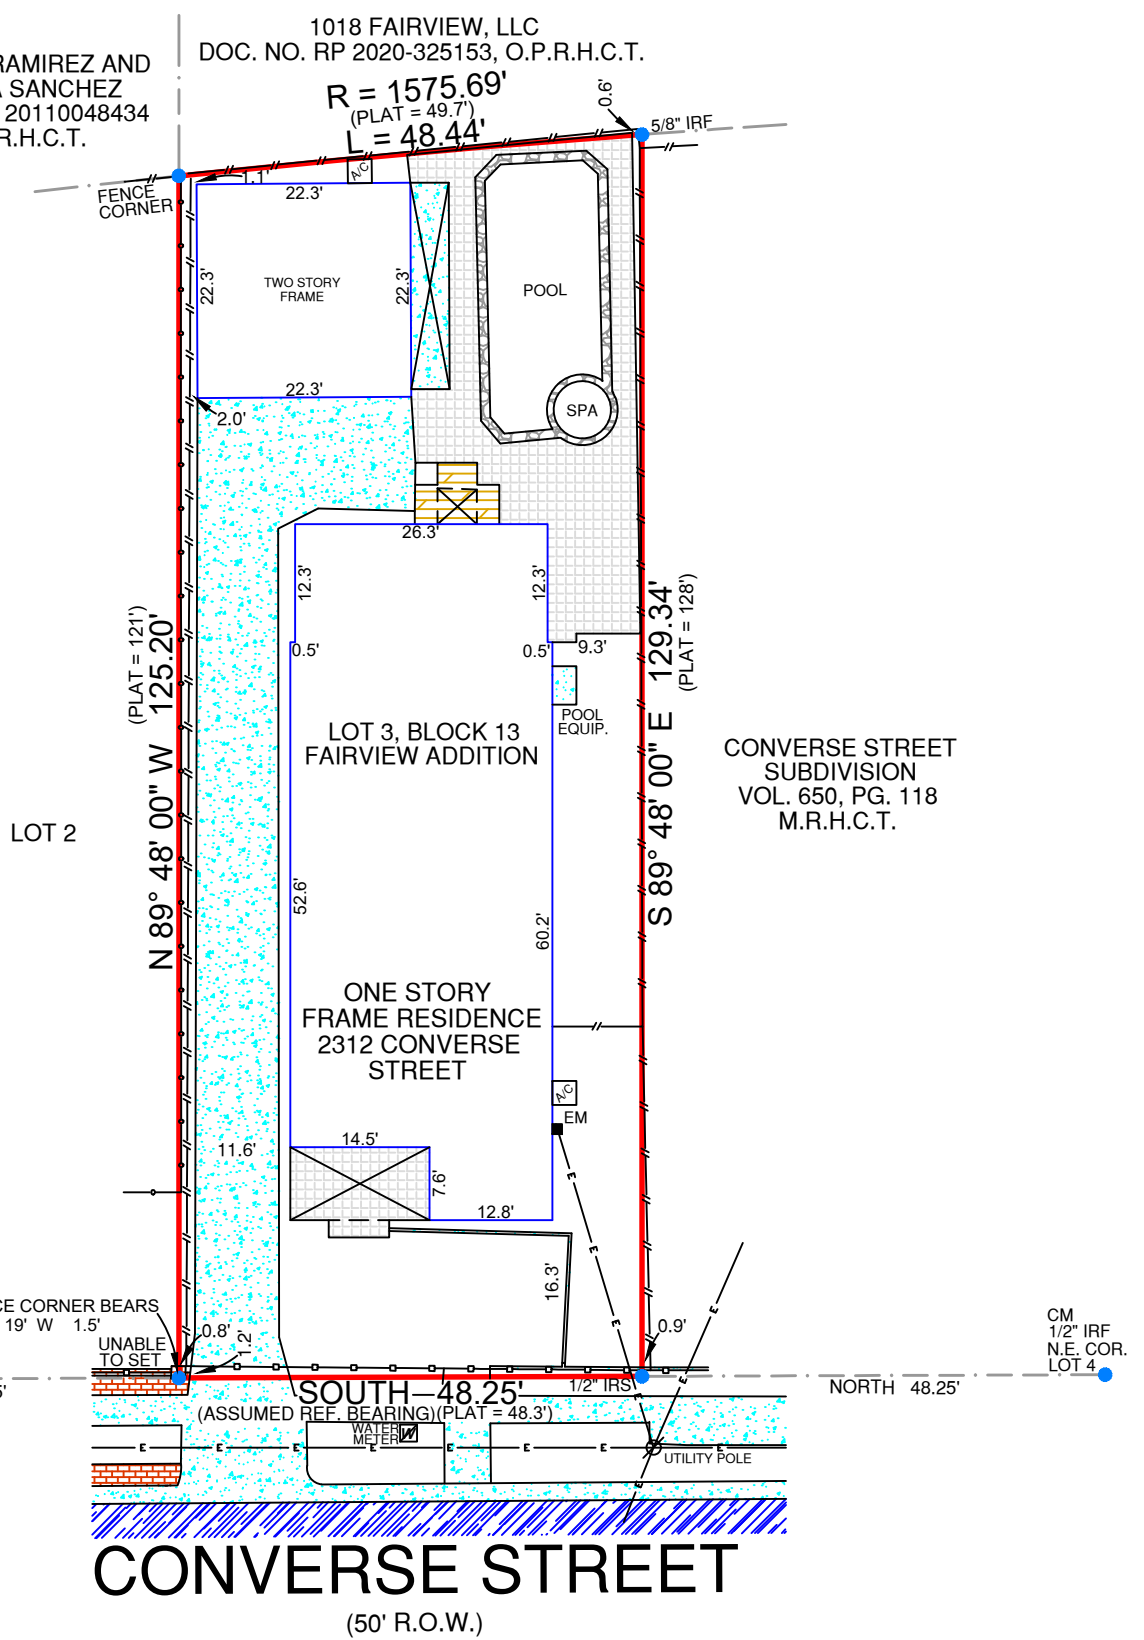 1018 FAIRVIEW, LLC
DOC. NO. RP 2020-325153, O.P.R.H.C.T.
RAMIREZ AND
A SANCHEZ
20110048434
R.H.C.T.
R = 1575.69'
(PLAT = 49.7')
L = 48.44'
0.6'
5/8" IRF
FENCE
CORNER
1.1'
A/C
22.3'
22.3'
TWO STORY
FRAME
22.3'
22.3'
2.0'
POOL
SPA
26.3'
12.3'
12.3'
0.5'
0.5'
9.3'
POOL
EQUIP.
(PLAT = 121')
N 89° 48' 00" W 125.20'
S 89° 48' 00" E 129.34'
(PLAT = 128')
LOT 3, BLOCK 13
FAIRVIEW ADDITION
CONVERSE STREET
SUBDIVISION
VOL. 650, PG. 118
M.R.H.C.T.
LOT 2
52.6'
60.2'
ONE STORY
FRAME RESIDENCE
2312 CONVERSE
STREET
A/C
EM
11.6'
14.5'
7.6'
12.8'
16.3'
E
E
E
CE CORNER BEARS
19' W 1.5'
UNABLE
TO SET
0.8'
1.2'
0.9'
CM
1/2" IRF
N.E. COR.
LOT 4
5'
SOUTH 48.25'
1/2" IRS
(ASSUMED REF. BEARING)(PLAT = 48.3')
NORTH 48.25'
WATER
METER
W
E E E E E E
UTILITY POLE
E
CONVERSE STREET
(50' R.O.W.)